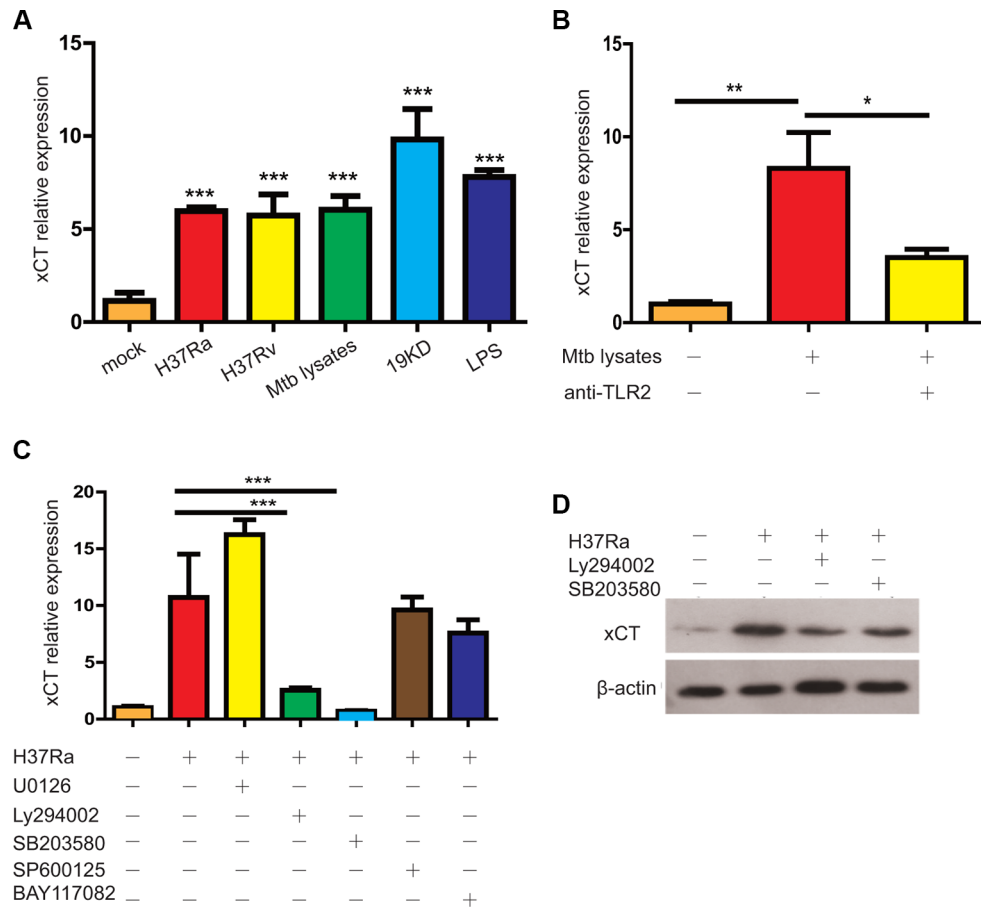 A
xCT relative expression
15
10
5
0
***
***
***
***
***
mock
H37Ra
H37Rv
Mtb lysates
19KD
LPS
B
xCT relative expression
15
10
5
0
**
*
Mtb lysates – + +
anti-TLR2 – – +
C
xCT relative expression
20
15
10
5
0
***
***
H37Ra – + + + + + +
U0126 – – + – – – –
Ly294002 – – – + – – –
SB203580 – – – – + – –
SP600125 – – – – – + –
BAY117082 – – – – – – +
D
H37Ra – + + +
Ly294002 – – + –
SB203580 – – – +
xCT
β-actin